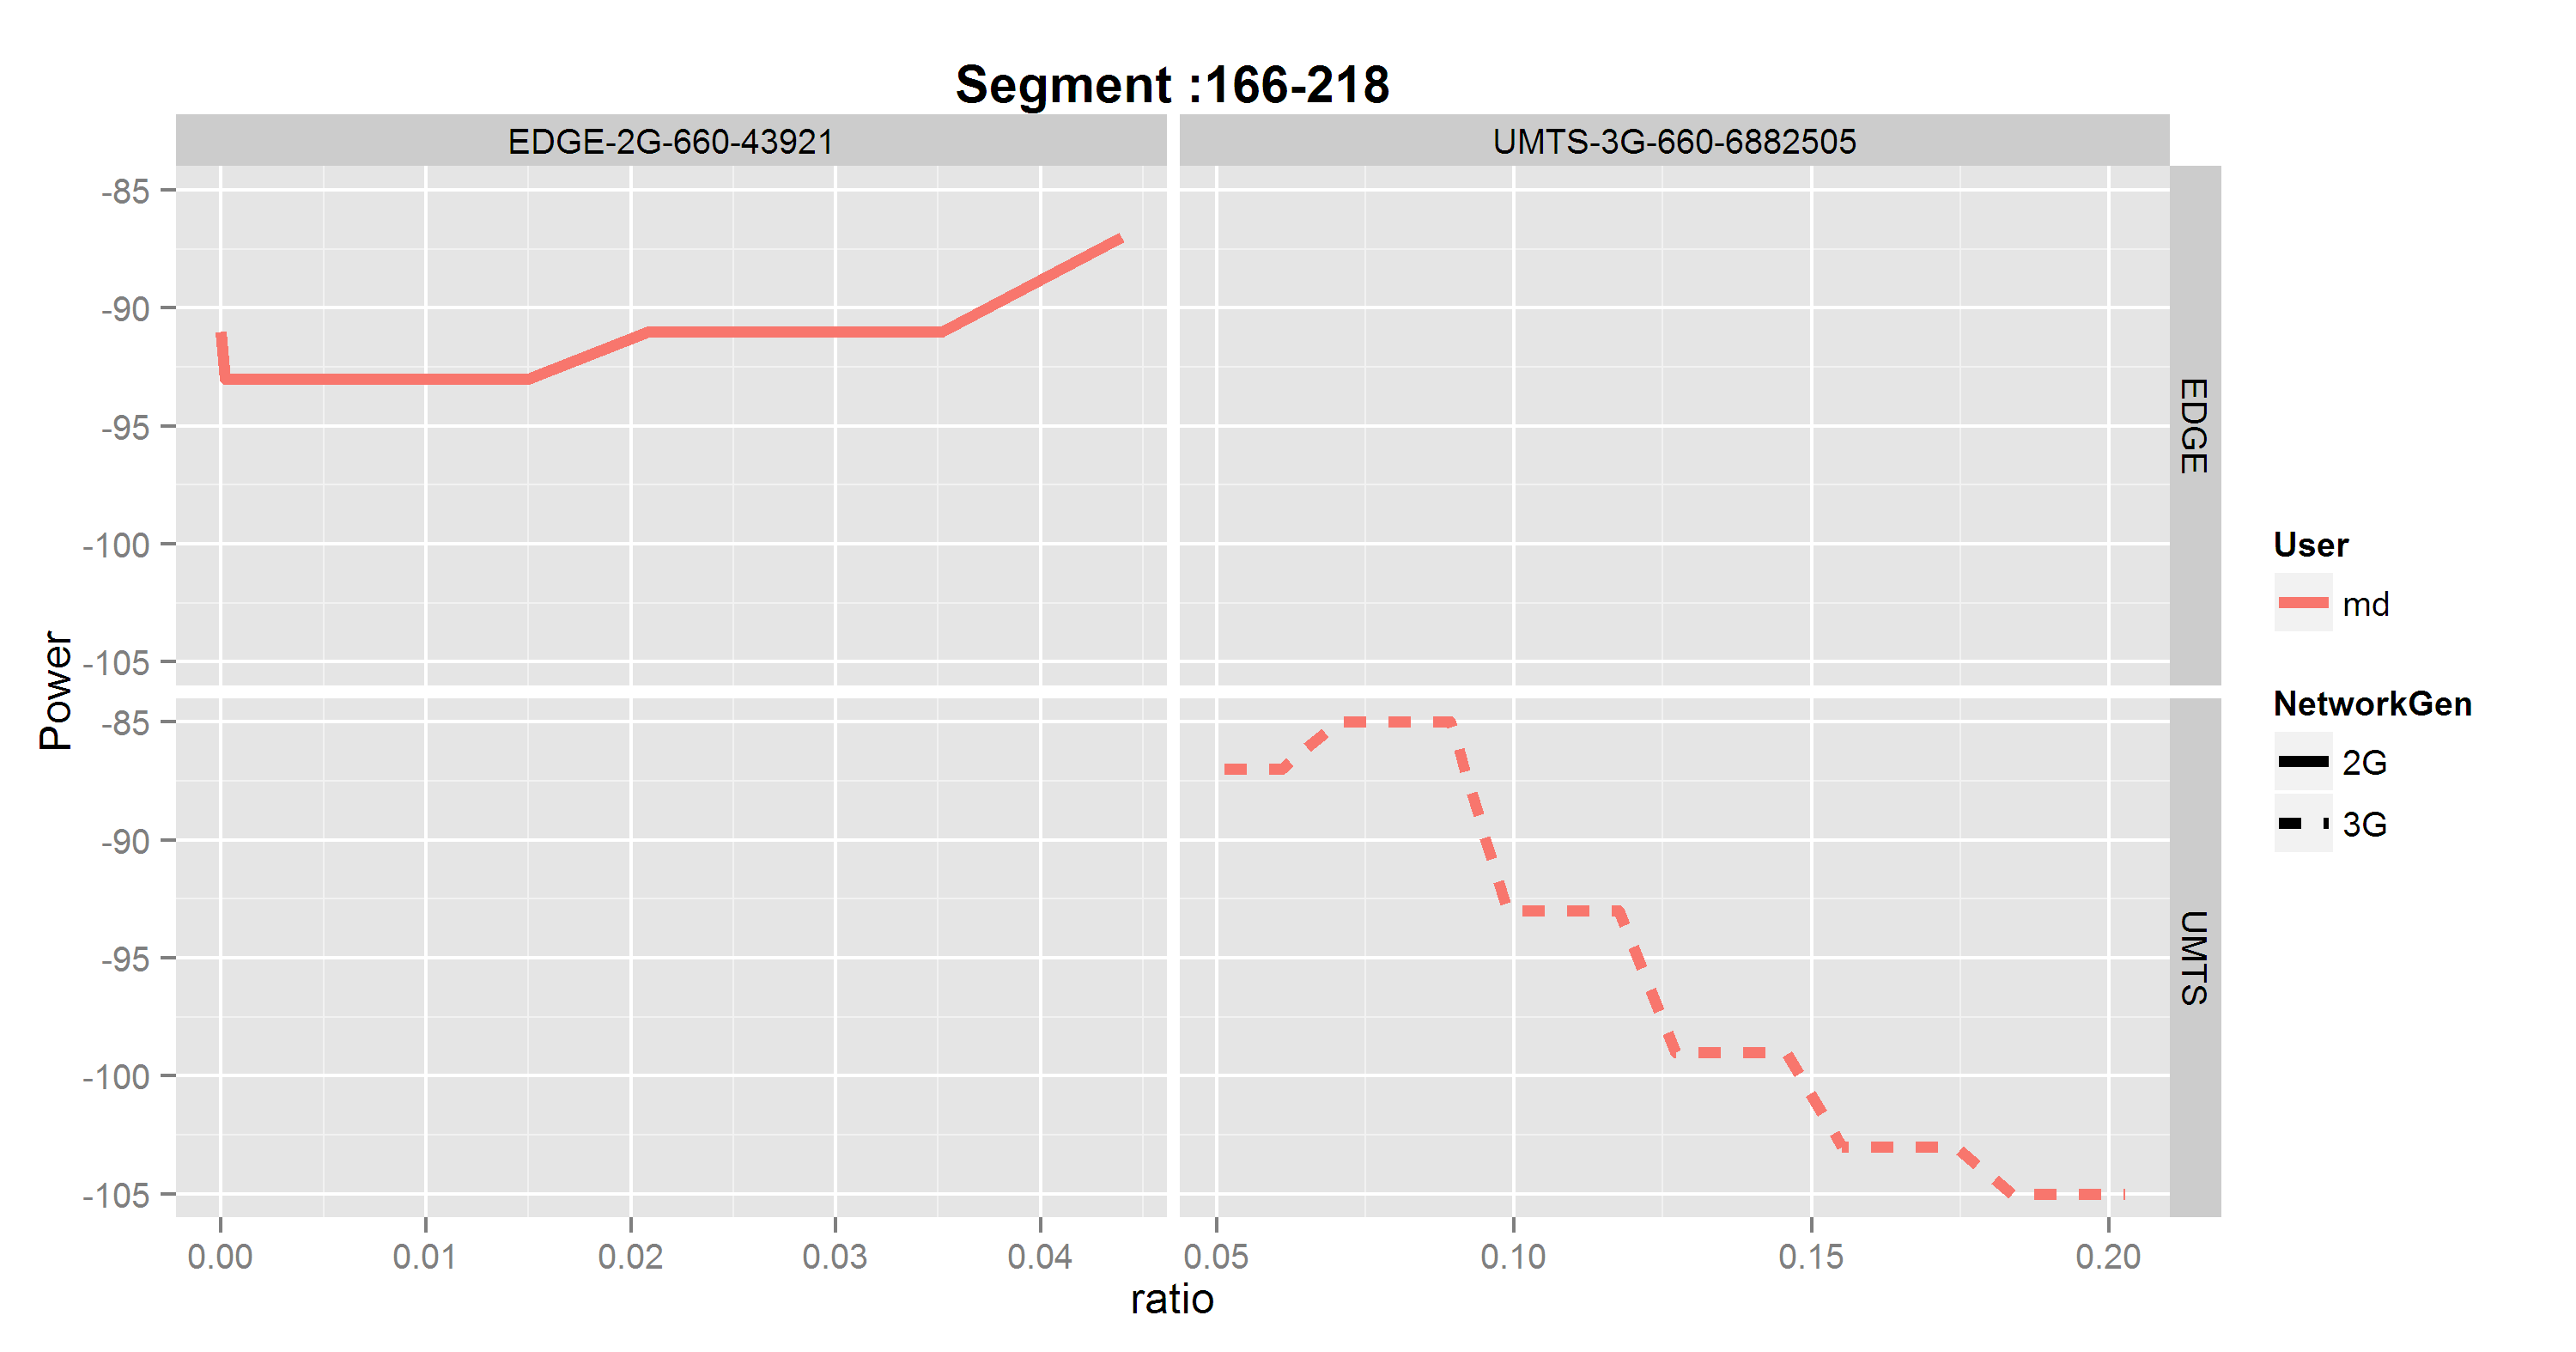 Segment :166-218
EDGE-2G-660-43921
UMTS-3G-660-6882505
-85
-90
-95
-100
-105
EDGE
-85
-90
-95
-100
-105
UMTS
Power
0.00 0.01 0.02 0.03 0.04
0.05 0.10 0.15 0.20
ratio
User
md
NetworkGen
2G
3G